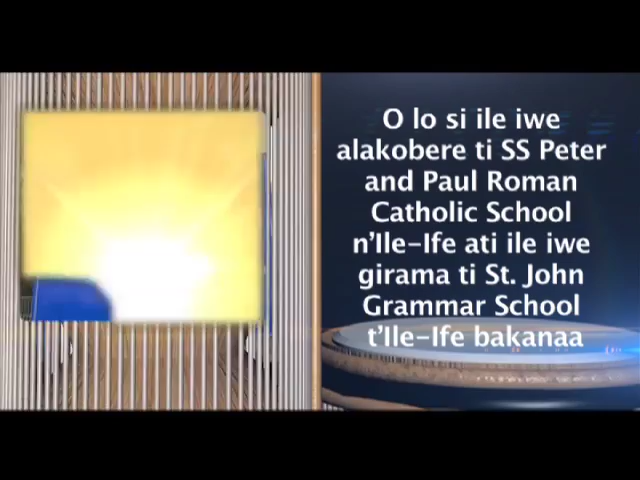 O lo si ile iwe
alakobere ti SS Peter
and Paul Roman
Catholic School
n'Ile-Ife ati ile iwe
girama ti St. John
Grammar School
t'Ile-Ife bakanaa